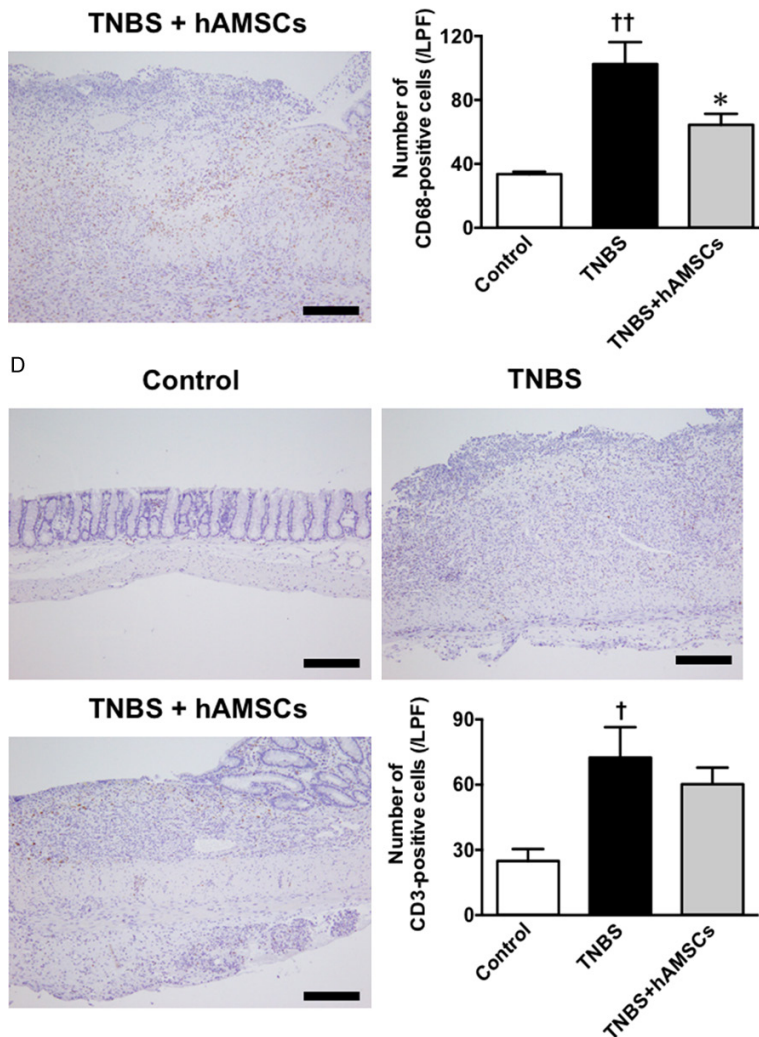 TNBS + hAMSCs
Number of
CD68-positive cells (/LPF)
120
80
40
0
††
*
Control
TNBS
TNBS+hAMSCs
D
Control
TNBS
TNBS + hAMSCs
Number of
CD3-positive cells (/LPF)
90
60
30
0
†
Control
TNBS
TNBS+hAMSCs